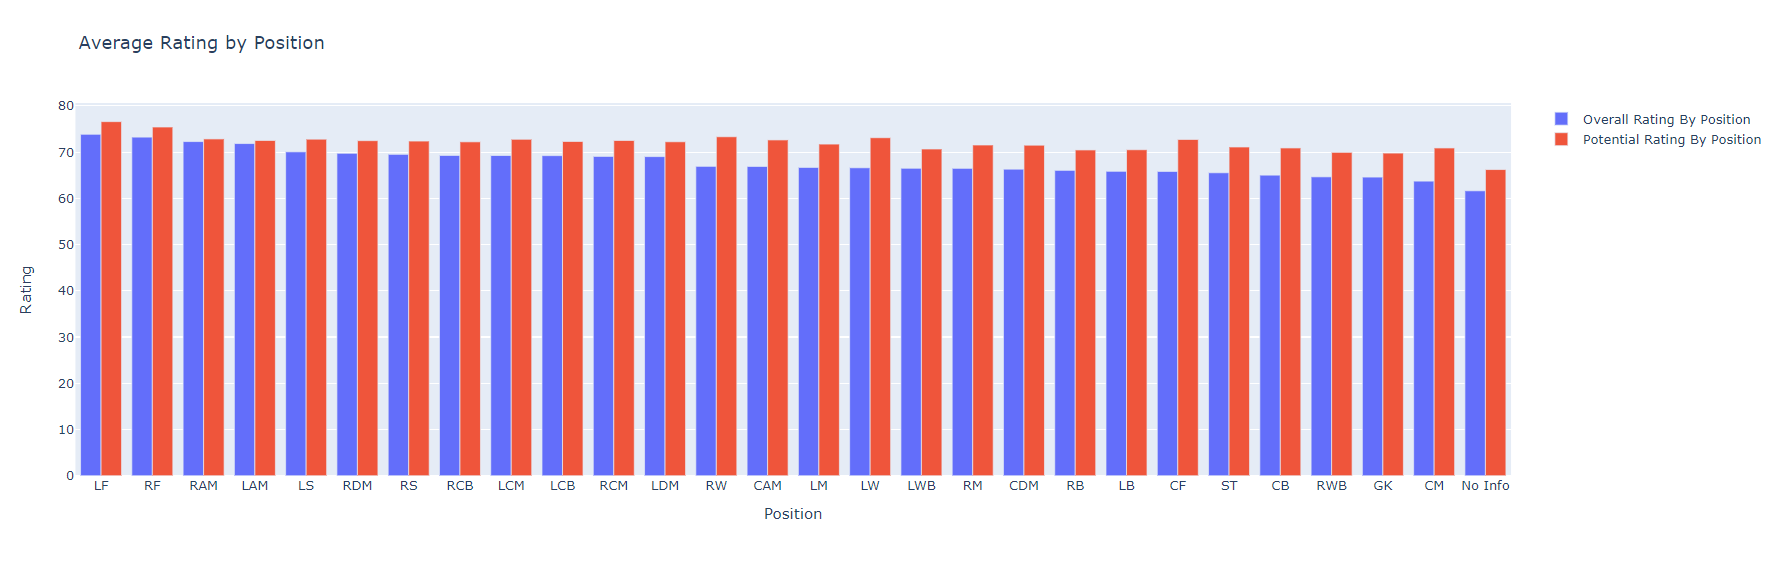 Average Rating by Position
Overall Rating By Position
Potential Rating By Position
80
70
60
50
40
30
20
10
0
Rating
LF RF RAM LAM LS RDM RS RCB LCM LCB RCM LDM RW CAM LM LW LWB RM CDM RB LB CF ST CB RWB GK CM No Info
Position